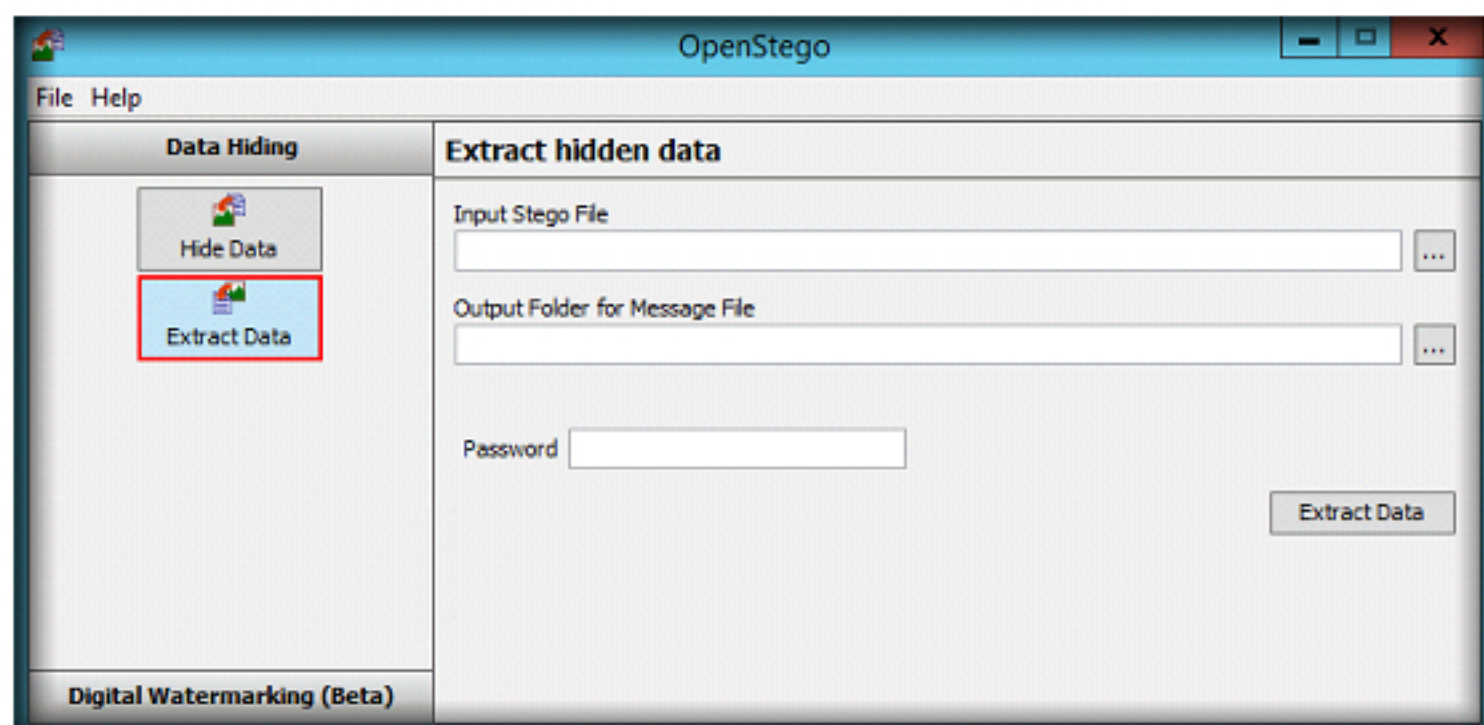 OpenStego
File Help
Data Hiding
Hide Data
Extract Data
Digital Watermarking (Beta)
Extract hidden data
Input Stego File
...
Output Folder for Message File
...
Password
Extract Data